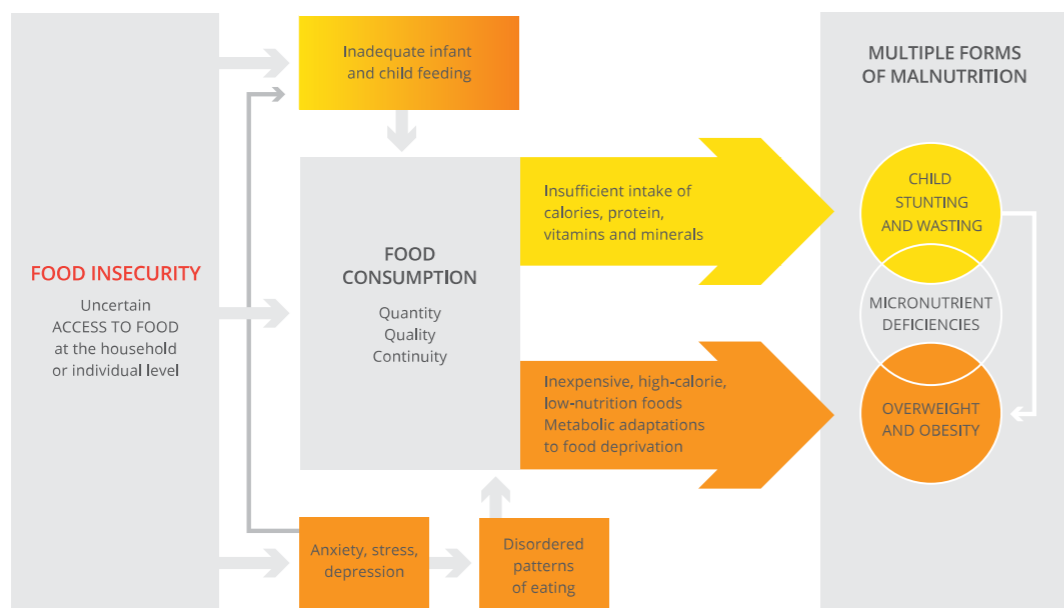 FOOD INSECURITY
Uncertain
ACCESS TO FOOD
at the household
or individual level
Inadequate infant
and child feeding
FOOD
CONSUMPTION
Quantity
Quality
Continuity
Anxiety, stress,
depression
Disordered
patterns
of eating
Insufficient intake of
calories, protein,
vitamins and minerals
Inexpensive, high-calorie,
low-nutrition foods
Metabolic adaptations
to food deprivation
MULTIPLE FORMS
OF MALNUTRITION
CHILD
STUNTING
AND WASTING
MICRONUTRIENT
DEFICIENCIES
OVERWEIGHT
AND OBESITY